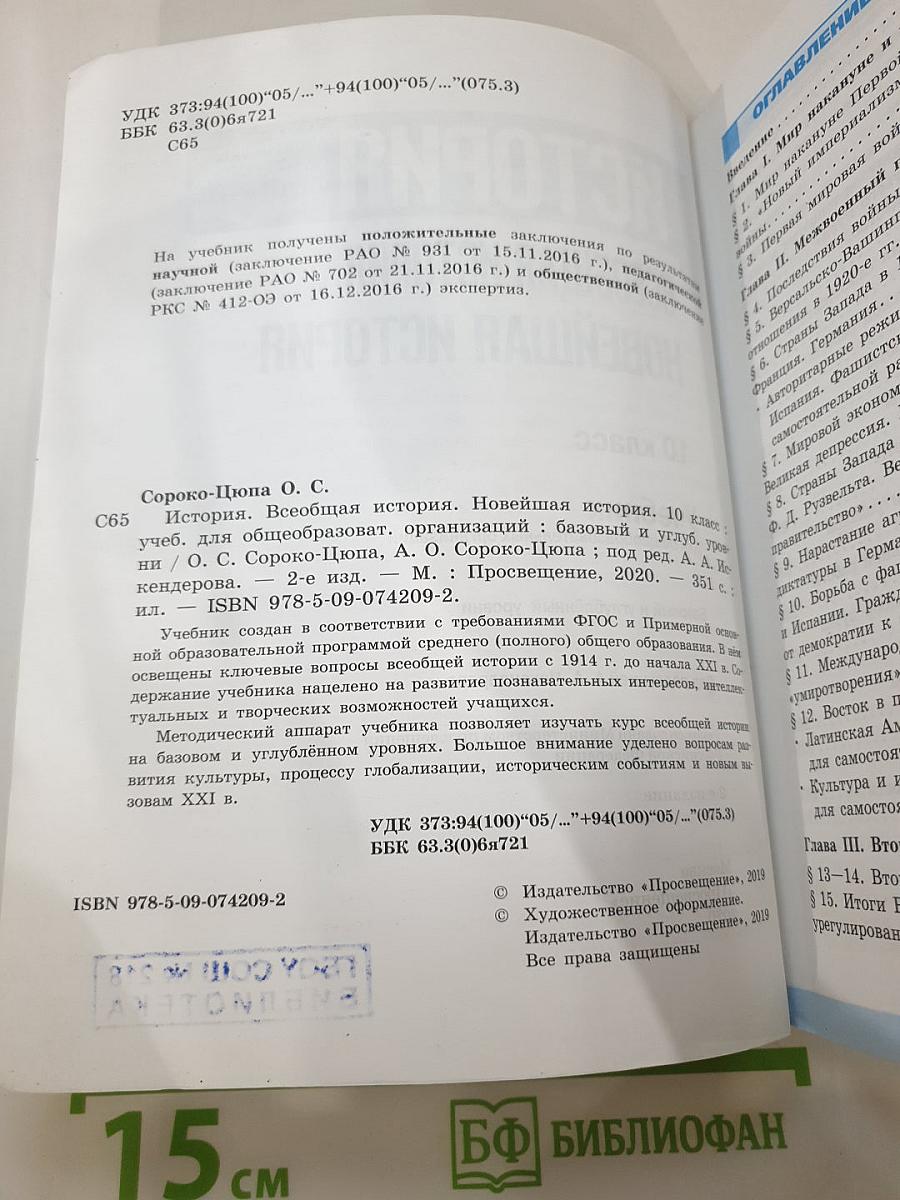 УДК 373:94(100)“05/...”+94(100)“05/...”(075.3)
ББК 63.3(0)6я721
С65
На учебник получены положительные заключения по результатам
научной (заключение РАО № 931 от 15.11.2016 г.), педагогической
(заключение РАО № 702 от 21.11.2016 г.) и общественной (заключение
РКС № 412-ОЭ от 16.12.2016 г.) экспертиз.
Сороко-Цюпа О. С.
С65 История. Всеобщая история. Новейшая история. 10 класс :
учеб. для общеобразоват. организаций : базовый и углуб. уров-
ни / О. С. Сороко-Цюпа, А. О. Сороко-Цюпа ; под ред. А. А. Ис-
кендерова. — 2-е изд. — М. : Просвещение, 2020. — 351 с. :
ил. — ISBN 978-5-09-074209-2.
Учебник создан в соответствии с требованиями ФГОС и Примерной основ-
ной образовательной программой среднего (полного) общего образования. В нём
освещены ключевые вопросы всеобщей истории с 1914 г. до начала XXI в. Со-
держание учебника нацелено на развитие познавательных интересов, интеллек-
туальных и творческих возможностей учащихся.
Методический аппарат учебника позволяет изучать курс всеобщей истории
на базовом и углублённом уровнях. Большое внимание уделено вопросам раз-
вития культуры, процессу глобализации, историческим событиям и новым вы-
зовам XXI в.
УДК 373:94(100)“05/...”+94(100)“05/...”(075.3)
ББК 63.3(0)6я721
ISBN 978-5-09-074209-2
© Издательство «Просвещение», 2019
© Художественное оформление.
Издательство «Просвещение», 2019
Все права защищены
ГБОУ СОШ № 218
БИБЛИОТЕКА
ОГЛАВЛЕНИЕ
Введение
Глава I. Мир накануне и
§ 1. Мир накануне Первой
§ 2. «Новый империализм
войны
§ 3. Первая мировая вой
Глава II. Межвоенный п
§ 4. Последствия войны
§ 5. Версальско-Вашинг
отношения в 1920-е гг.
§ 6. Страны Запада в 1
Франция. Германия.
• Авторитарные режи
Испания. Фашистс
самостоятельной ра
§ 7. Мировой эконом
Великая депрессия.
§ 8. Страны Запада
Ф. Д. Рузвельта. Ве
правительство»
§ 9. Нарастание аг
диктатуры в Герма
§ 10. Борьба с фа
и Испании. Гражд
от демократии к
§ 11. Международ
«умиротворения»
§ 12. Восток в п
• Латинская Ам
для самостоят
• Культура и и
для самостоя
Глава III. Вто
§ 13–14. Втор
§ 15. Итоги В
урегулирован
15 см
БФ БИБЛИОФАН